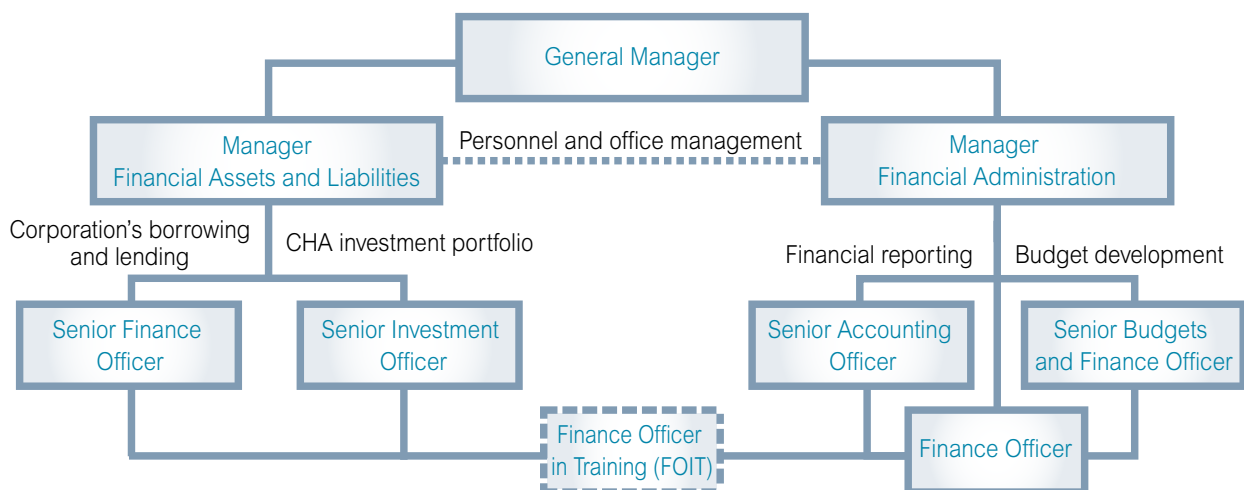 General Manager
Manager
Financial Assets and Liabilities
Personnel and office management
Manager
Financial Administration
Corporation's borrowing
and lending
CHA investment portfolio
Financial reporting
Budget development
Senior Finance
Officer
Senior Investment
Officer
Senior Accounting
Officer
Senior Budgets
and Finance Officer
Finance Officer
in Training (FOIT)
Finance Officer